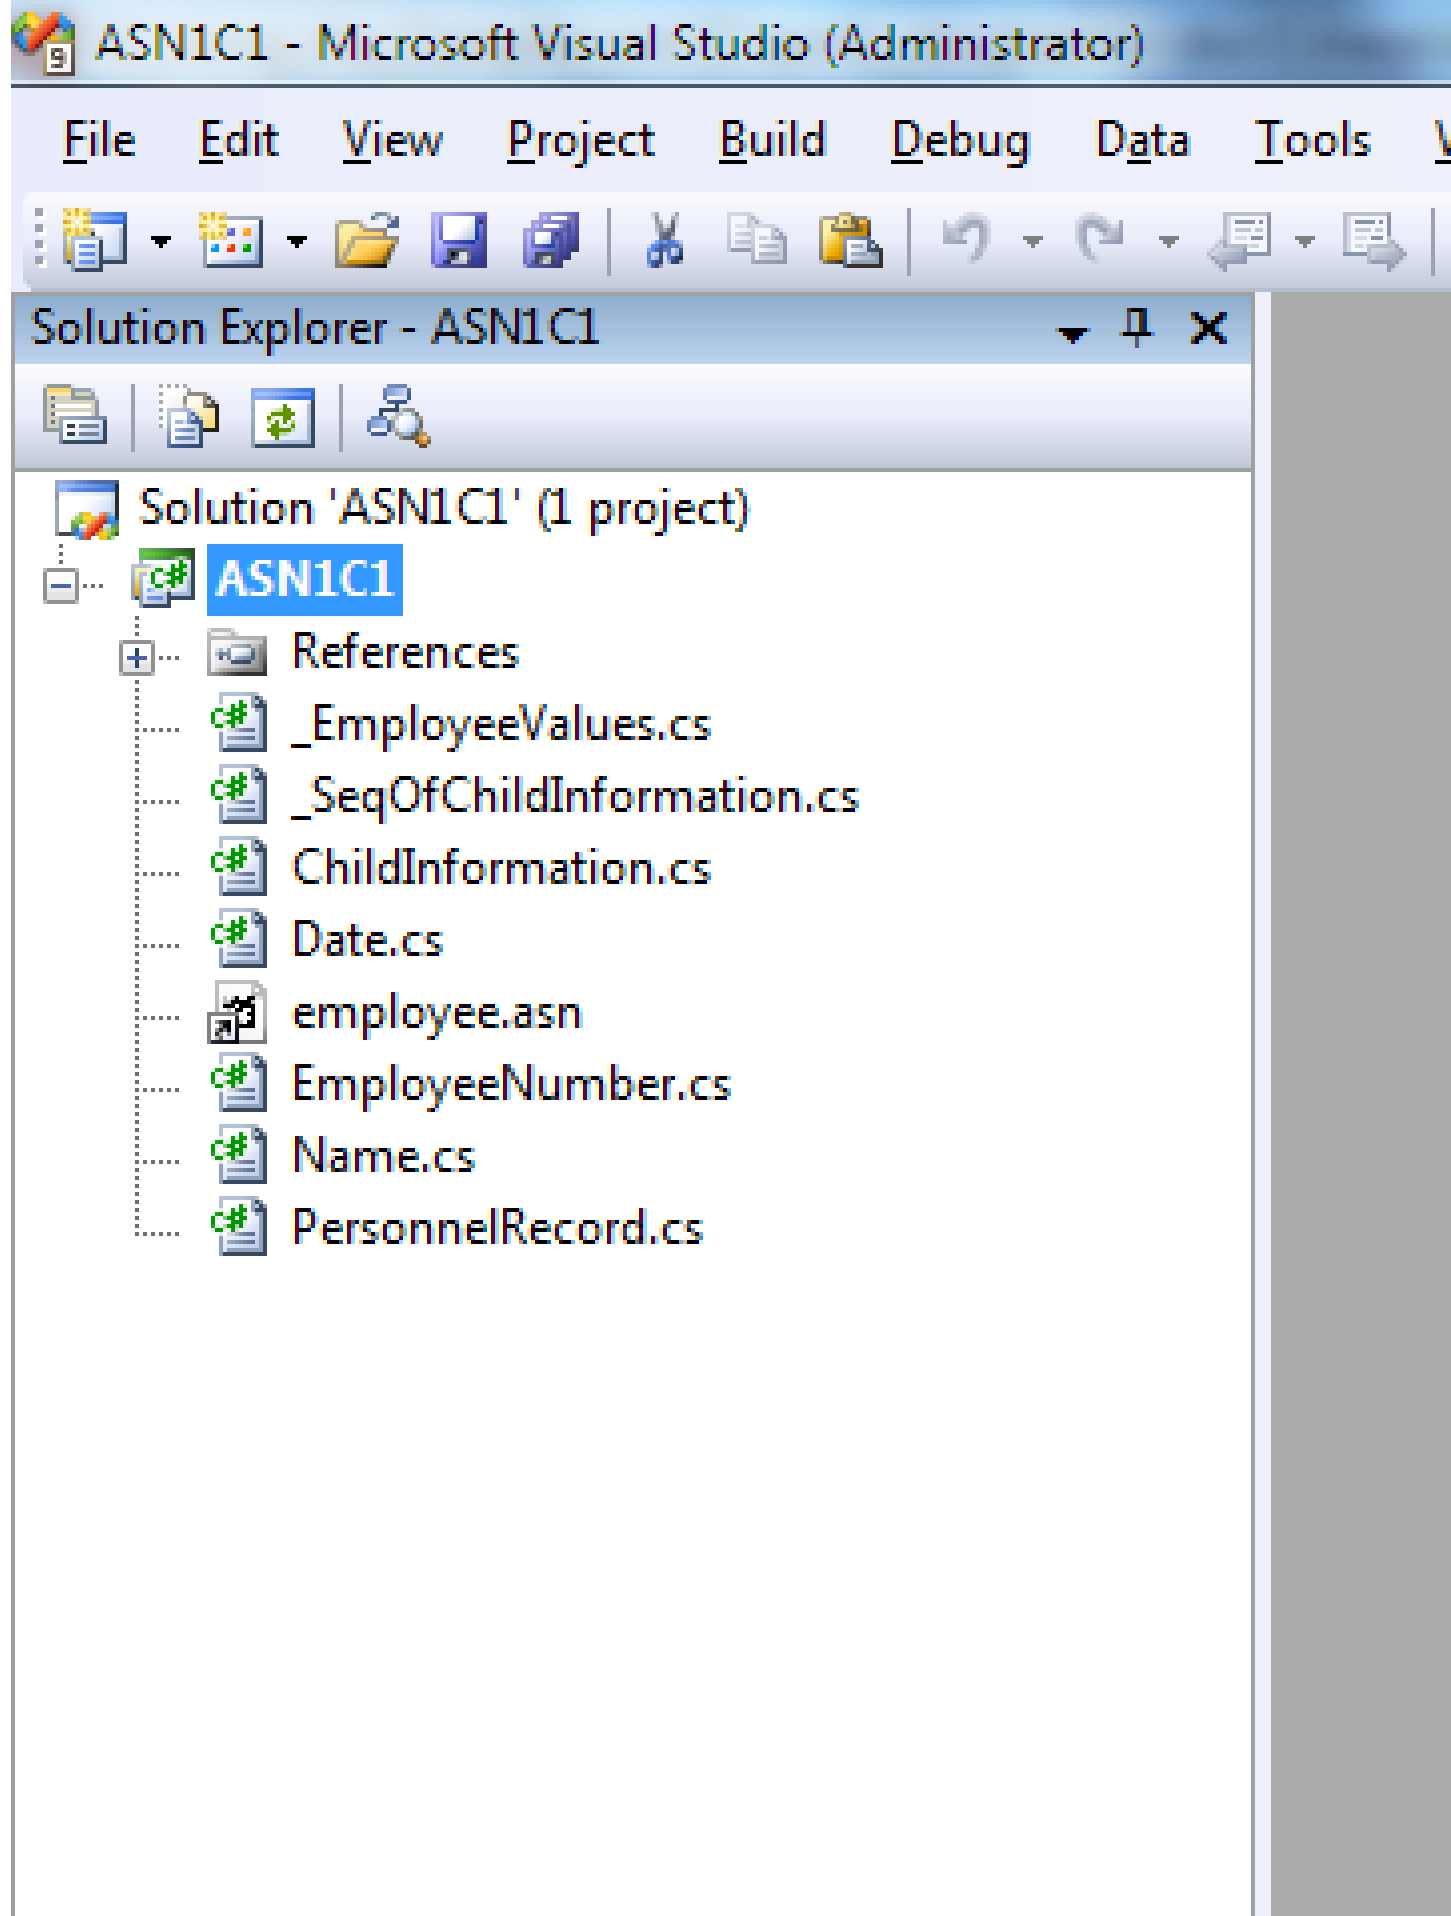 ASN1C1 - Microsoft Visual Studio (Administrator)
File Edit View Project Build Debug Data Tools
Solution Explorer - ASN1C1
Solution 'ASN1C1' (1 project)
ASN1C1
References
_EmployeeValues.cs
_SeqOfChildInformation.cs
ChildInformation.cs
Date.cs
employee.asn
EmployeeNumber.cs
Name.cs
PersonnelRecord.cs